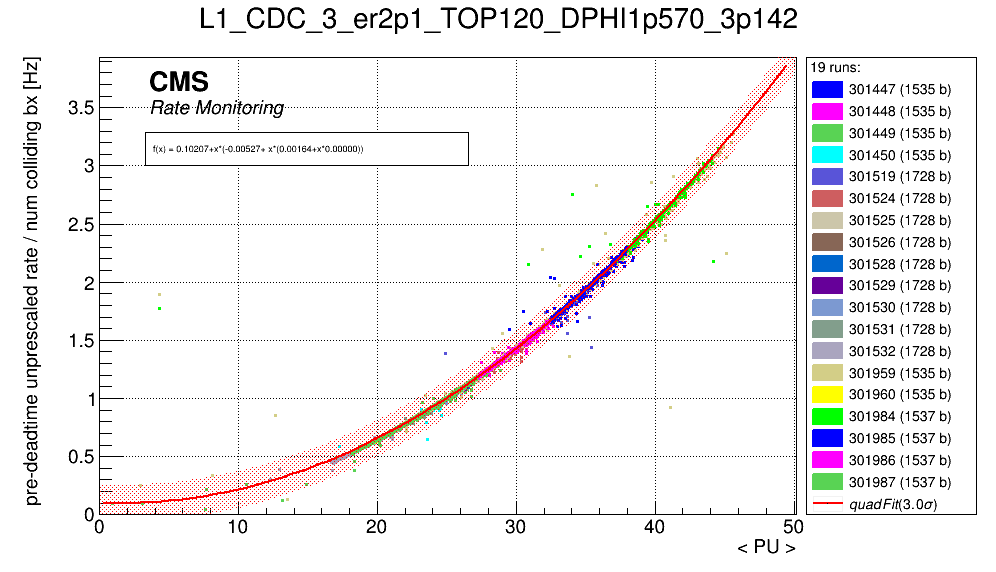 L1_CDC_3_er2p1_TOP120_DPHI1p570_3p142
pre-deadtime unprescaled rate / num colliding bx [Hz]
CMS
Rate Monitoring
f(x) = 0.10207+x*(-0.00527+ x*(0.00164+x*0.00000))
3.5
3
2.5
2
1.5
1
0.5
0
0 10 20 30 40 50
< PU >
19 runs:
301447 (1535 b)
301448 (1535 b)
301449 (1535 b)
301450 (1535 b)
301519 (1728 b)
301524 (1728 b)
301525 (1728 b)
301526 (1728 b)
301528 (1728 b)
301529 (1728 b)
301530 (1728 b)
301531 (1728 b)
301532 (1728 b)
301959 (1535 b)
301960 (1535 b)
301984 (1537 b)
301985 (1537 b)
301986 (1537 b)
301987 (1537 b)
quadFit(3.0σ)